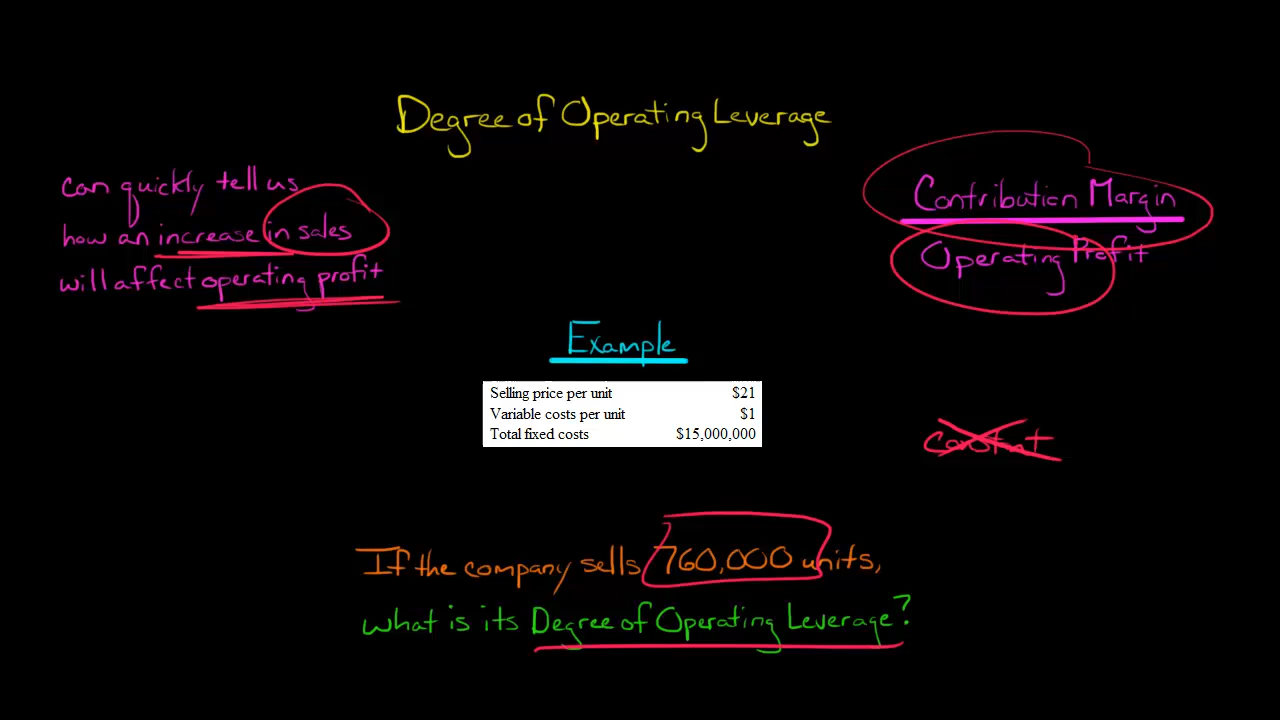 Degree of Operating Leverage
can quickly tell us
how an increase in sales
will affect operating profit
Contribution Margin
Operating Profit
Example
Selling price per unit $21
Variable costs per unit $1
Total fixed costs $15,000,000
constant
If the company sells 760,000 units,
what is its Degree of Operating Leverage?